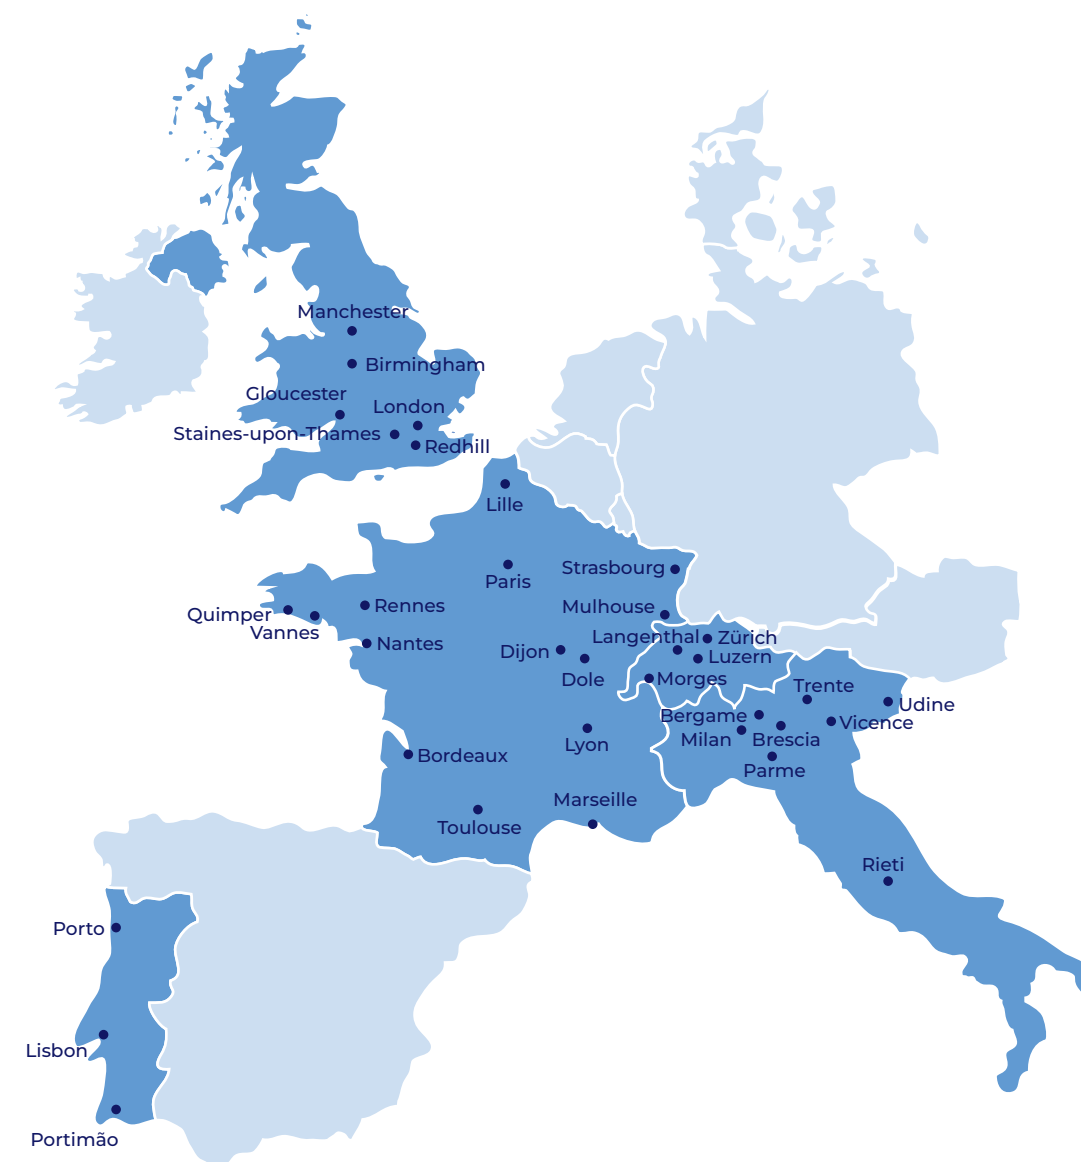 Manchester
Birmingham
Gloucester
London
Staines-upon-Thames
Redhill
Lille
Paris
Strasbourg
Quimper
Vannes
Rennes
Mulhouse
Nantes
Dijon
Langenthal
Zürich
Luzern
Dole
Morges
Trente
Udine
Bergame
Vicence
Lyon
Milan
Brescia
Bordeaux
Parme
Marseille
Toulouse
Rieti
Porto
Lisbon
Portimão